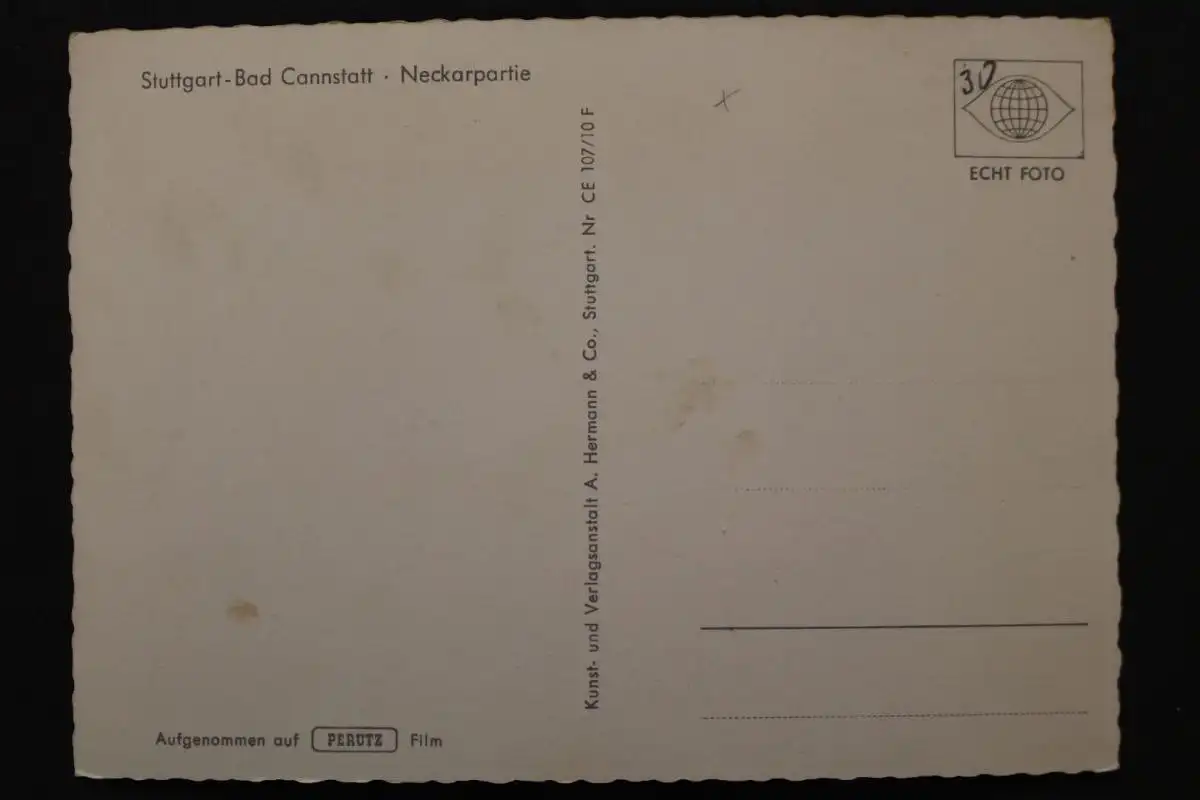 Stuttgart-Bad Cannstatt · Neckarpartie
Aufgenommen auf PERUTZ Film
Kunst- und Verlagsanstalt A. Hermann & Co., Stuttgart. Nr CE 107/10 F
30
ECHT FOTO